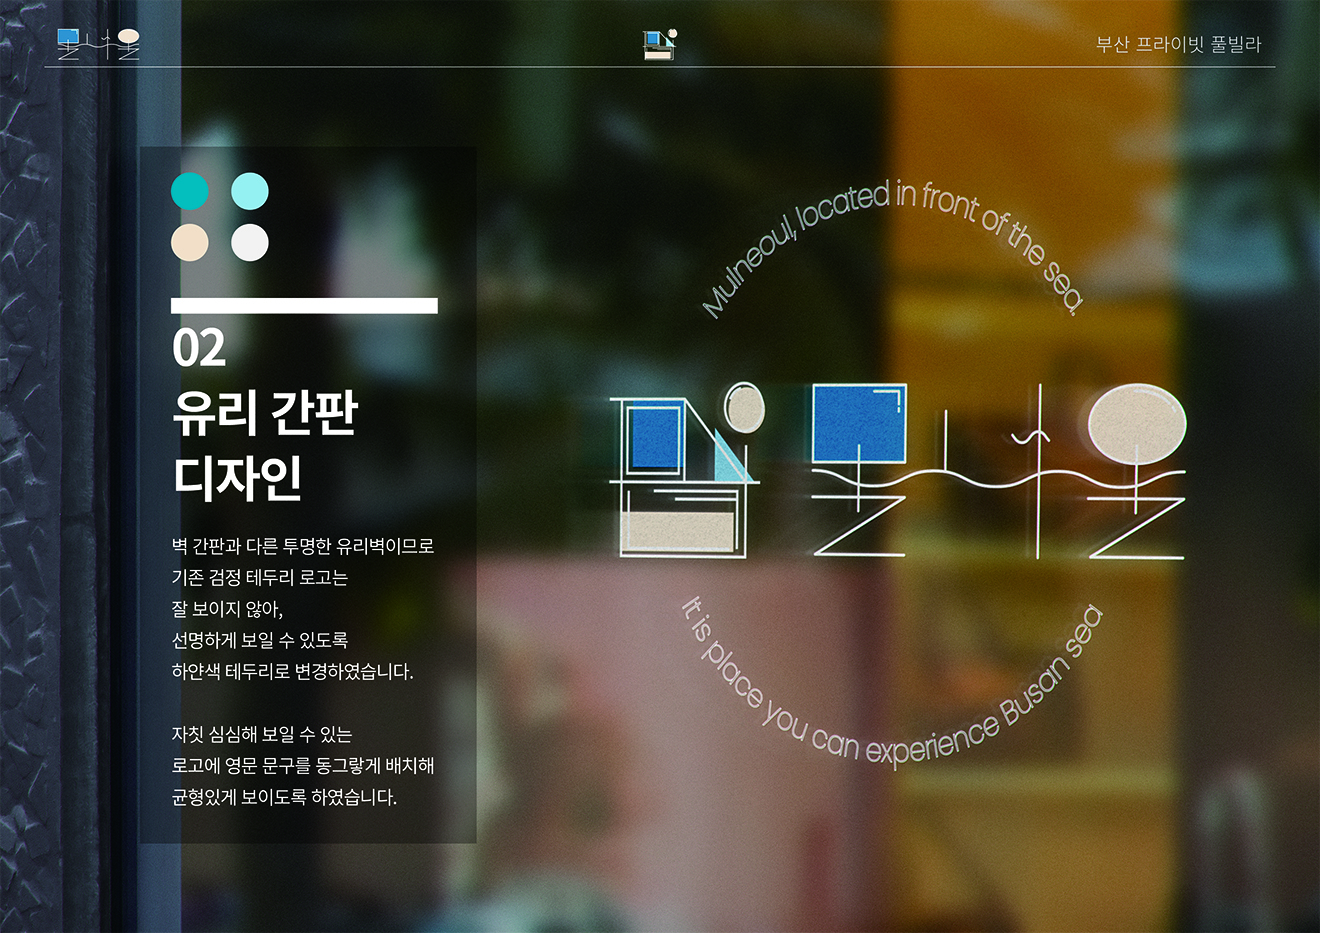 물너울
부산 프라이빗 풀빌라
02
유리 간판
디자인
벽 간판과 다른 투명한 유리벽이므로
기존 검정 테두리 로고는
잘 보이지 않아,
선명하게 보일 수 있도록
하얀색 테두리로 변경하였습니다.
자칫 심심해 보일 수 있는
로고에 영문 문구를 동그랗게 배치해
균형있게 보이도록 하였습니다.
Mulneoul, located in front of the sea.
물너울
It is place you can experience Busan sea